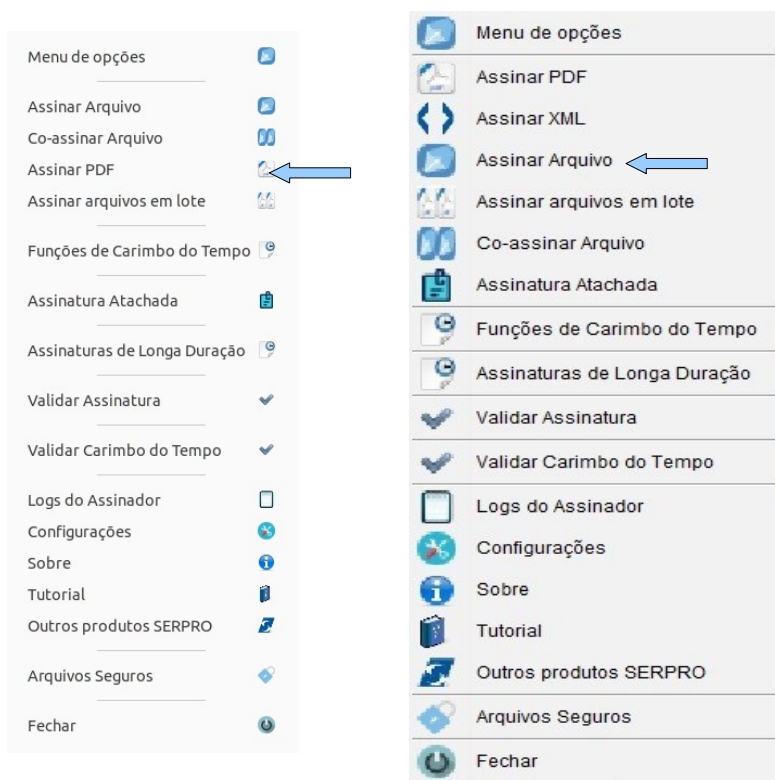 Menu de opções
Assinar Arquivo
Co-assinar Arquivo
Assinar PDF
Assinar arquivos em lote
Funções de Carimbo do Tempo
Assinatura Atachada
Assinaturas de Longa Duração
Validar Assinatura
Validar Carimbo do Tempo
Logs do Assinador
Configurações
Sobre
Tutorial
Outros produtos SERPRO
Arquivos Seguros
Fechar
Menu de opções
Assinar PDF
Assinar XML
Assinar Arquivo
Assinar arquivos em lote
Co-assinar Arquivo
Assinatura Atachada
Funções de Carimbo do Tempo
Assinaturas de Longa Duração
Validar Assinatura
Validar Carimbo do Tempo
Logs do Assinador
Configurações
Sobre
Tutorial
Outros produtos SERPRO
Arquivos Seguros
Fechar